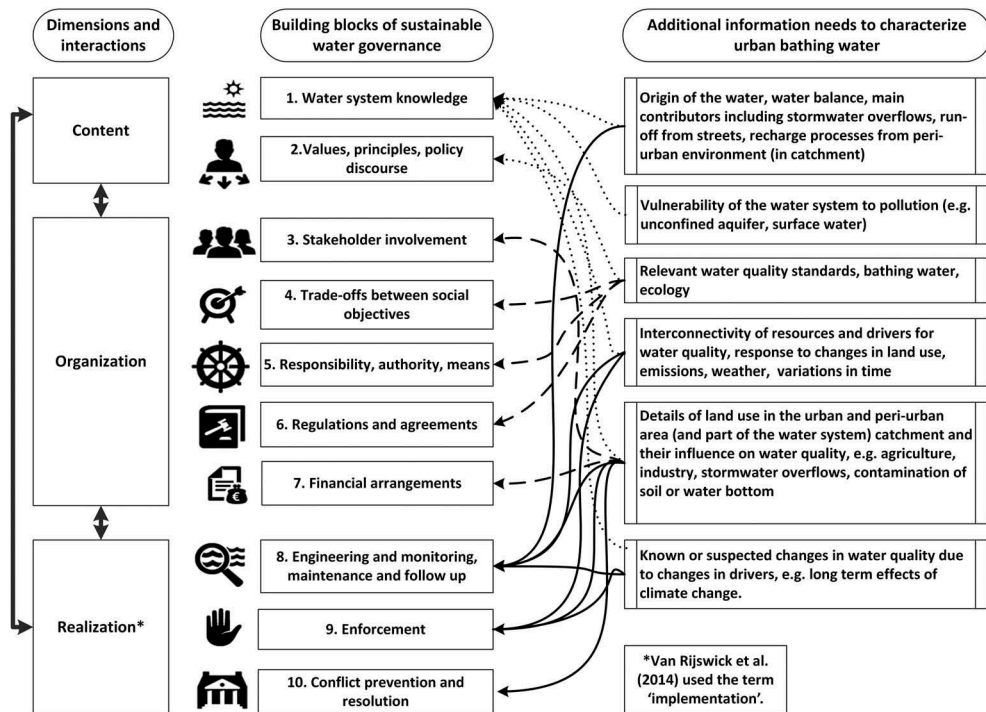 Dimensions and
interactions
Content
Organization
Realization*
Building blocks of sustainable
water governance
1. Water system knowledge
2.Values, principles, policy
discourse
3. Stakeholder involvement
4. Trade-offs between social
objectives
5. Responsibility, authority, means
6. Regulations and agreements
7. Financial arrangements
8. Engineering and monitoring,
maintenance and follow up
9. Enforcement
10. Conflict prevention and
resolution
Additional information needs to characterize
urban bathing water
Origin of the water, water balance, main
contributors including stormwater overflows, run-
off from streets, recharge processes from peri-
urban environment (in catchment)
Vulnerability of the water system to pollution (e.g.
unconfined aquifer, surface water)
Relevant water quality standards, bathing water,
ecology
Interconnectivity of resources and drivers for
water quality, response to changes in land use,
emissions, weather, variations in time
Details of land use in the urban and peri-urban
area (and part of the water system) catchment and
their influence on water quality, e.g. agriculture,
industry, stormwater overflows, contamination of
soil or water bottom
Known or suspected changes in water quality due
to changes in drivers, e.g. long term effects of
climate change.
*Van Rijswick et al.
(2014) used the term
‘implementation’.